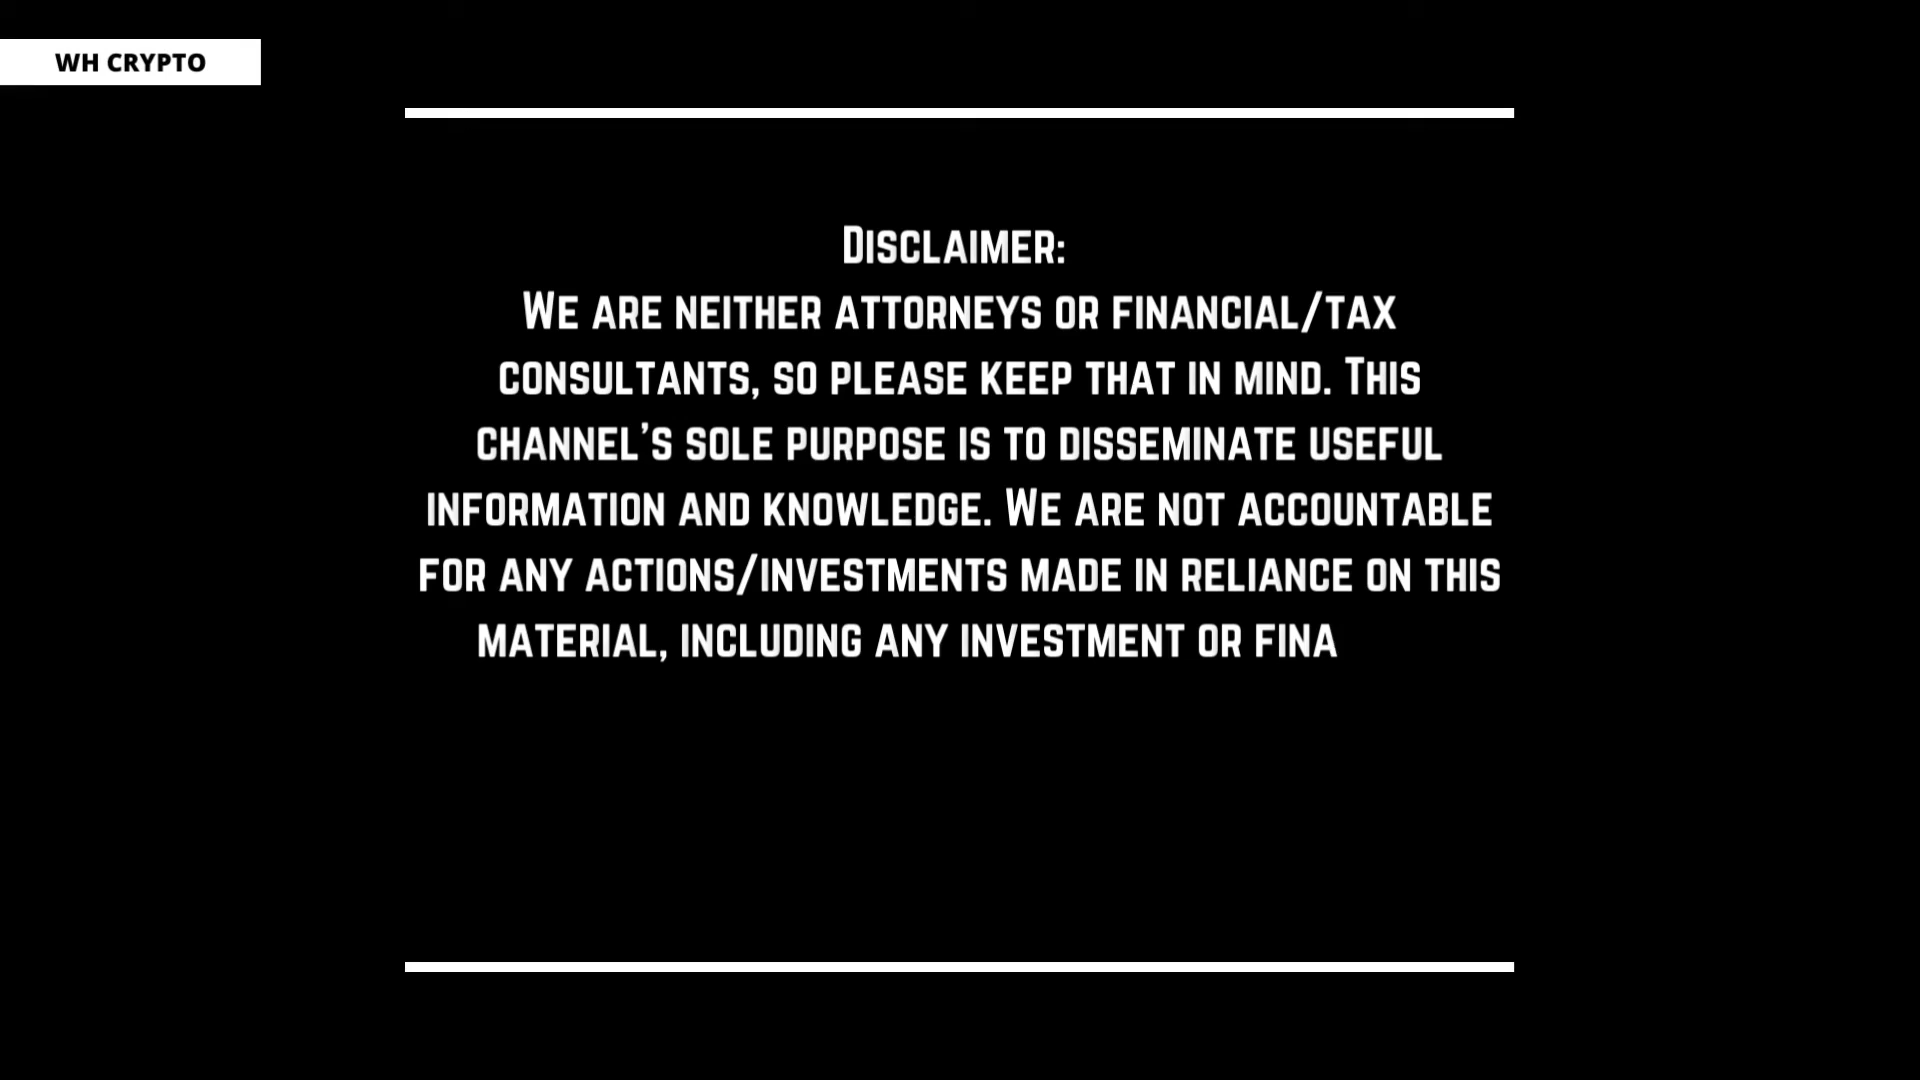 WH CRYPTO
Disclaimer:
We are neither attorneys or financial/tax
consultants, so please keep that in mind. This
channel's sole purpose is to disseminate useful
information and knowledge. We are not accountable
for any actions/investments made in reliance on this
material, including any investment or fina